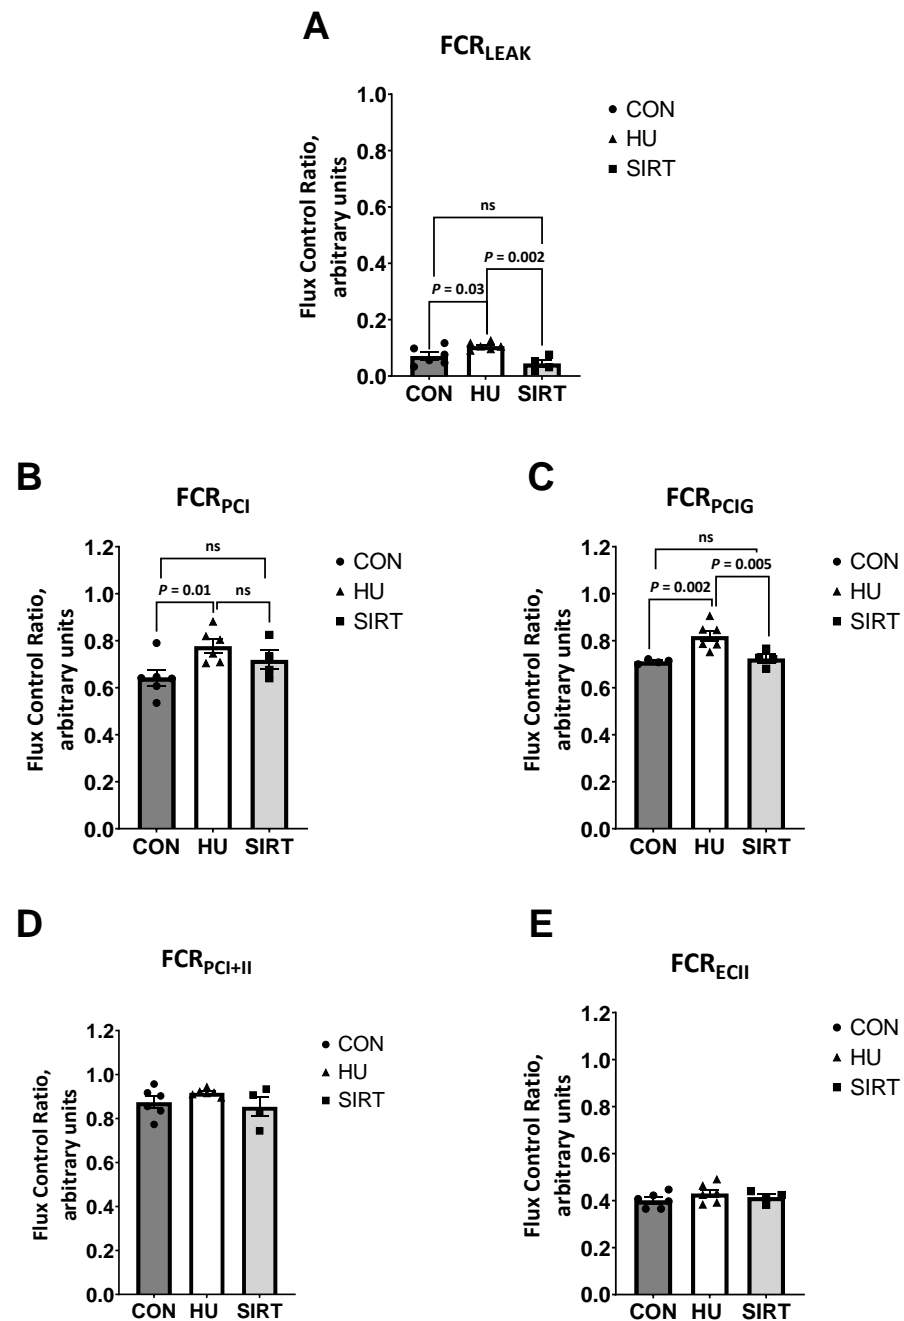 A
FCR_LEAK
Flux Control Ratio,
arbitrary units
1.0
0.8
0.6
0.4
0.2
0.0
ns
P = 0.002
P = 0.03
CON
HU
SIRT
CON HU SIRT
B
FCR_PCI
Flux Control Ratio,
arbitrary units
1.2
1.0
0.8
0.6
0.4
0.2
0.0
ns
P = 0.01
ns
CON
HU
SIRT
CON HU SIRT
C
FCR_PCIG
Flux Control Ratio,
arbitrary units
1.2
1.0
0.8
0.6
0.4
0.2
0.0
ns
P = 0.005
P = 0.002
CON
HU
SIRT
CON HU SIRT
D
FCR_PCI+II
Flux Control Ratio,
arbitrary units
1.2
1.0
0.8
0.6
0.4
0.2
0.0
CON
HU
SIRT
CON HU SIRT
E
FCR_ECII
Flux Control Ratio,
arbitrary units
1.2
1.0
0.8
0.6
0.4
0.2
0.0
CON
HU
SIRT
CON HU SIRT